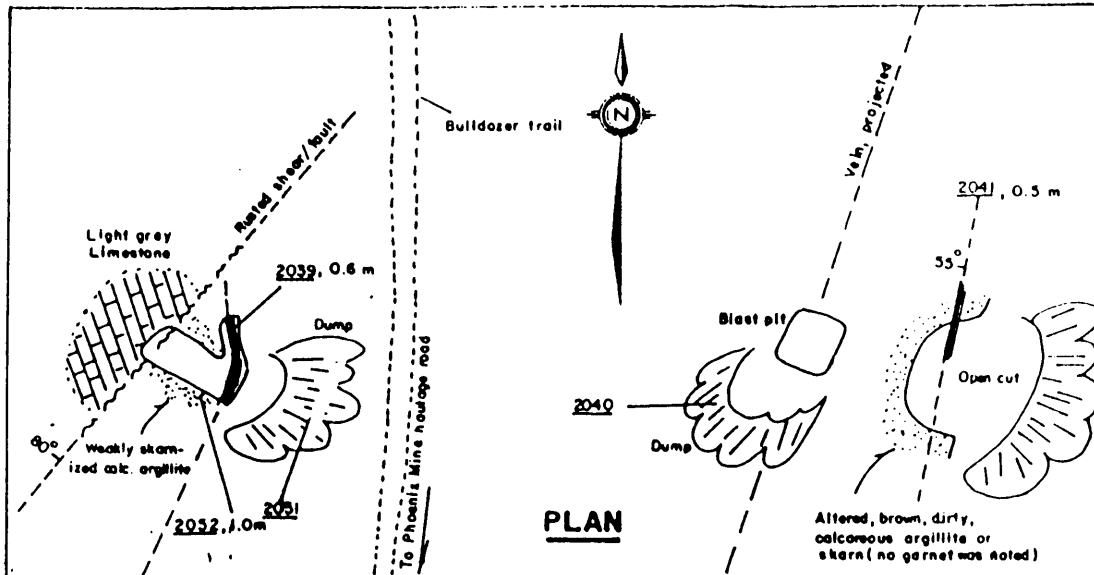 Light grey
Limestone
Rusted shear/fault
2039, 0.6 m
Dump
80°
Weakly skarn-
ized calc. argillite
2052, 1.0m
2051
Bulldozer trail
To Phoenix Mine haulage road
N
PLAN
Vein, projected
Blast pit
2040
Dump
2041, 0.5 m
55°
Open cut
Altered, brown, dirty,
calcareous argillite or
skarn (no garnet was noted)